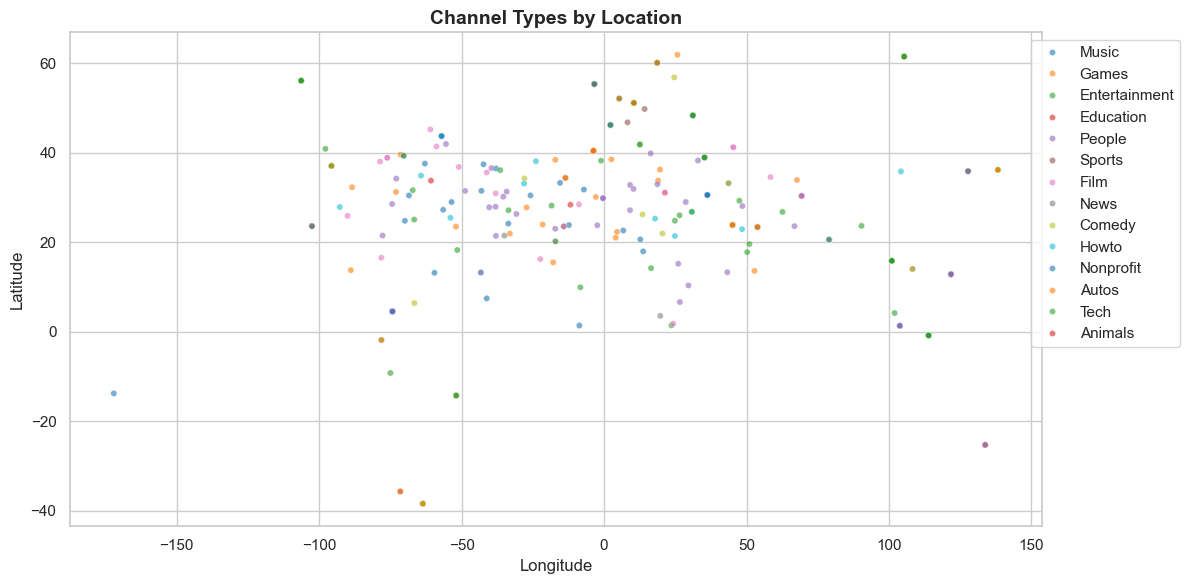 Channel Types by Location
60
40
20
0
−20
−40
Latitude
−150
−100
−50
0
50
100
150
Longitude
Music
Games
Entertainment
Education
People
Sports
Film
News
Comedy
Howto
Nonprofit
Autos
Tech
Animals